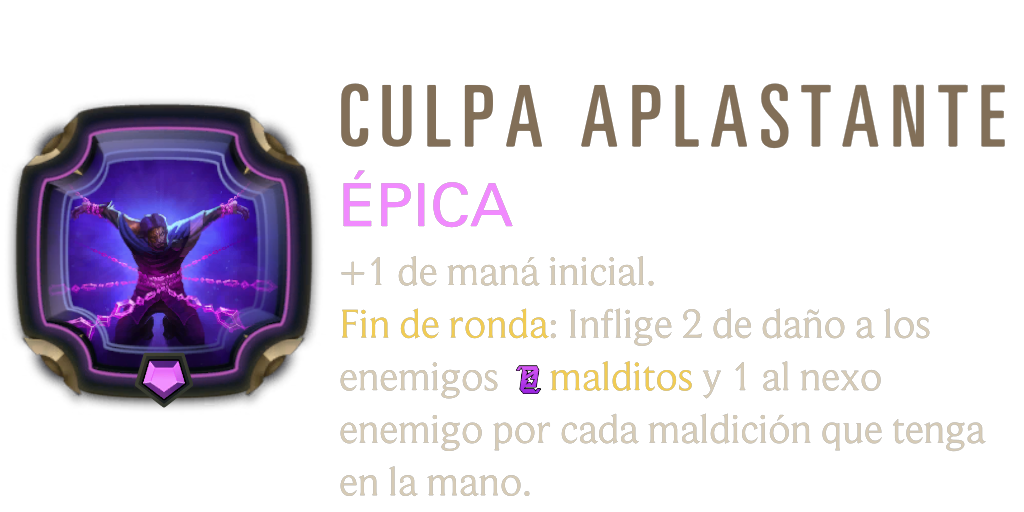 CULPA APLASTANTE
ÉPICA
+1 de maná inicial.
Fin de ronda: Inflige 2 de daño a los
enemigos malditos y 1 al nexo
enemigo por cada maldición que tenga
en la mano.